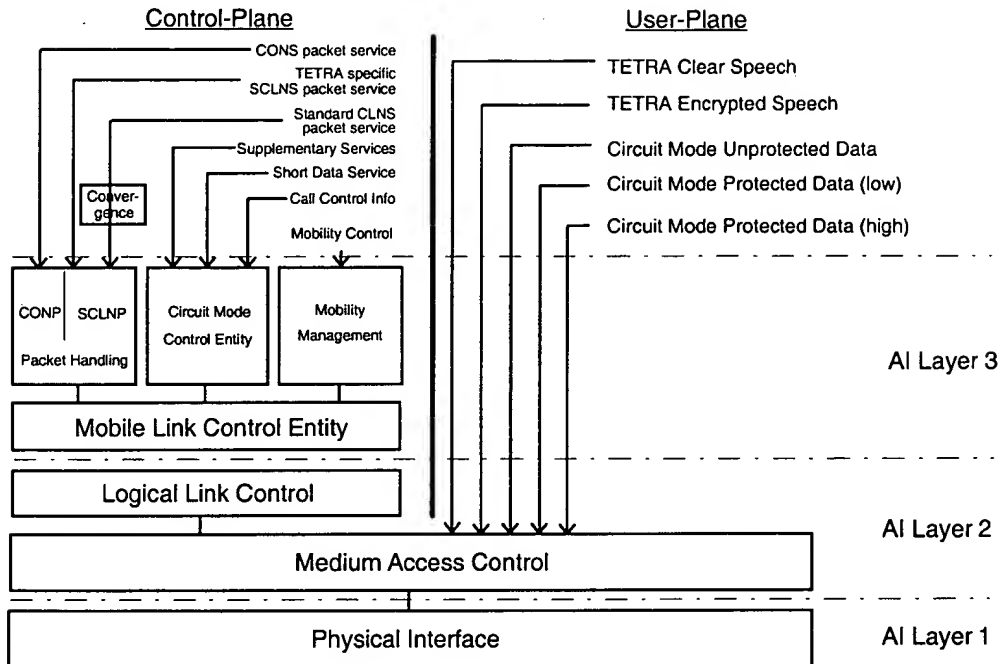 Control-Plane
User-Plane
CONS packet service
TETRA specific
SCLNS packet service
Standard CLNS
packet service
Supplementary Services
Short Data Service
Call Control Info
Mobility Control
Conver-
gence
TETRA Clear Speech
TETRA Encrypted Speech
Circuit Mode Unprotected Data
Circuit Mode Protected Data (low)
Circuit Mode Protected Data (high)
CONP
SCLNP
Packet Handling
Circuit Mode
Control Entity
Mobility
Management
AI Layer 3
Mobile Link Control Entity
Logical Link Control
AI Layer 2
Medium Access Control
Physical Interface
AI Layer 1